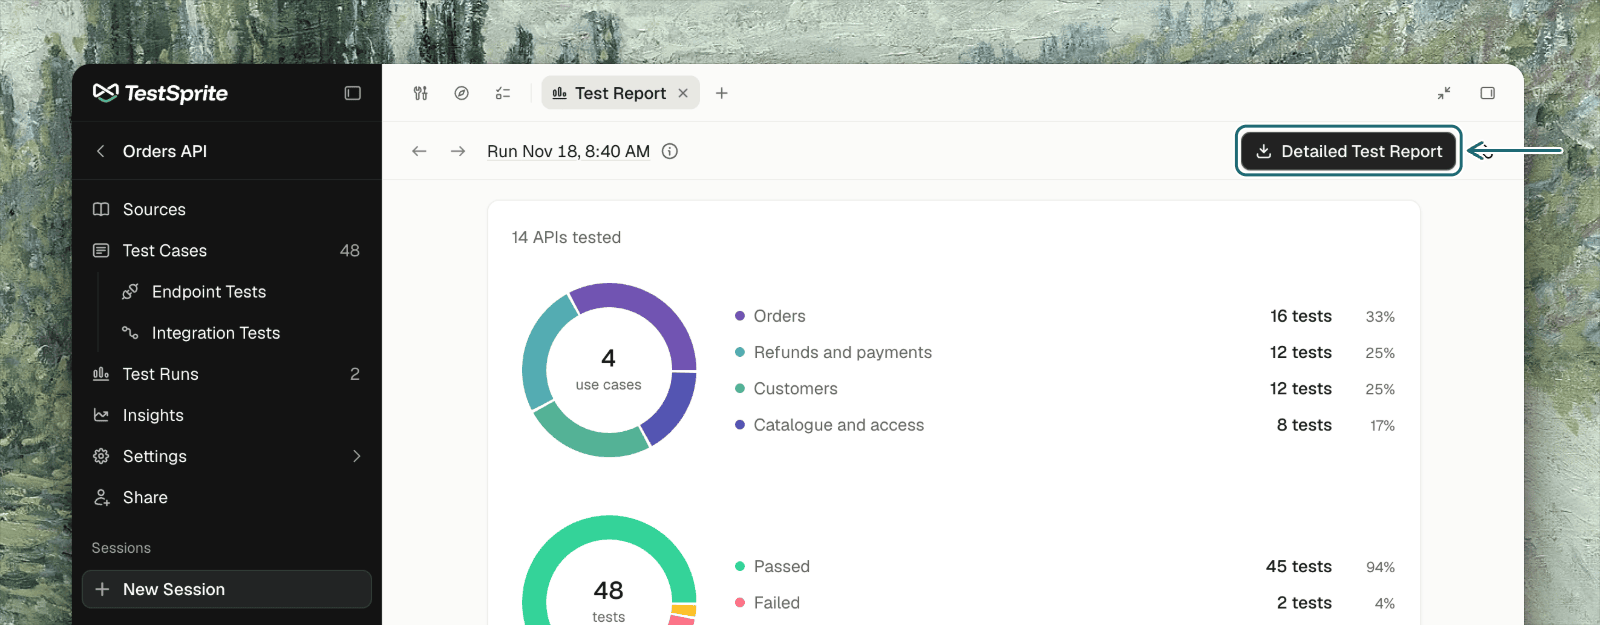 TestSprite
Test Report
Orders API
Run Nov 18, 8:40 AM
Detailed Test Report
Sources
Test Cases 48
Endpoint Tests
Integration Tests
Test Runs 2
Insights
Settings
Share
Sessions
New Session
14 APIs tested
4
use cases
Orders 16 tests 33%
Refunds and payments 12 tests 25%
Customers 12 tests 25%
Catalogue and access 8 tests 17%
48
tests
Passed 45 tests 94%
Failed 2 tests 4%